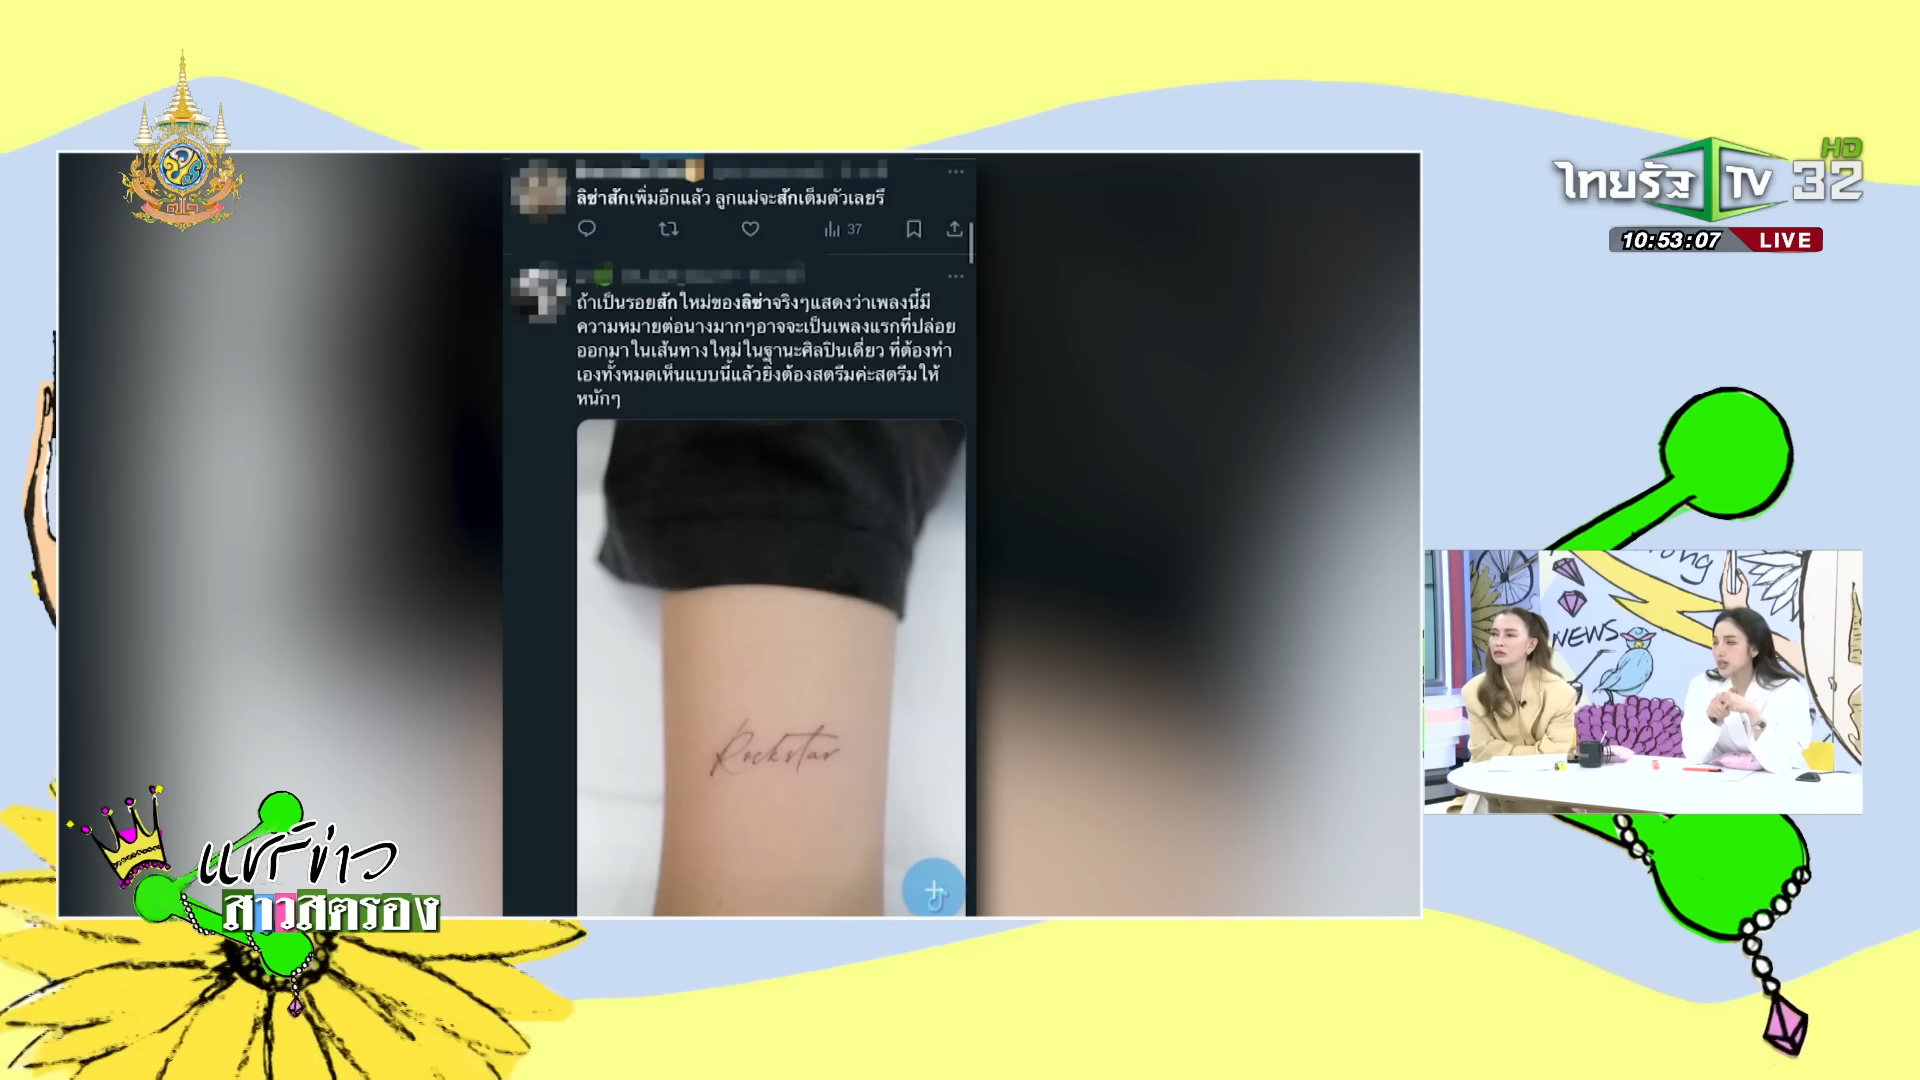 ไทยรัฐ TV 32 HD
10:53:07 LIVE
ลิซ่าสักเพิ่มอีกแล้ว ลูกแม่จะสักเต็มตัวเลยรึ
37
ถ้าเป็นรอยสักใหม่ของลิซ่าจริงๆแสดงว่าเพลงนี้มี
ความหมายต่อนางมากๆอาจจะเป็นเพลงแรกที่ปล่อย
ออกมาในเส้นทางใหม่ในฐานะศิลปินเดี่ยว ที่ต้องทำ
เองทั้งหมดเห็นแบบนี้แล้วยิ่งต้องสตรีมค่ะสตรีมให้
หนักๆ
Rockstar
NEWS
แชร์ข่าว
สาวสตรอง